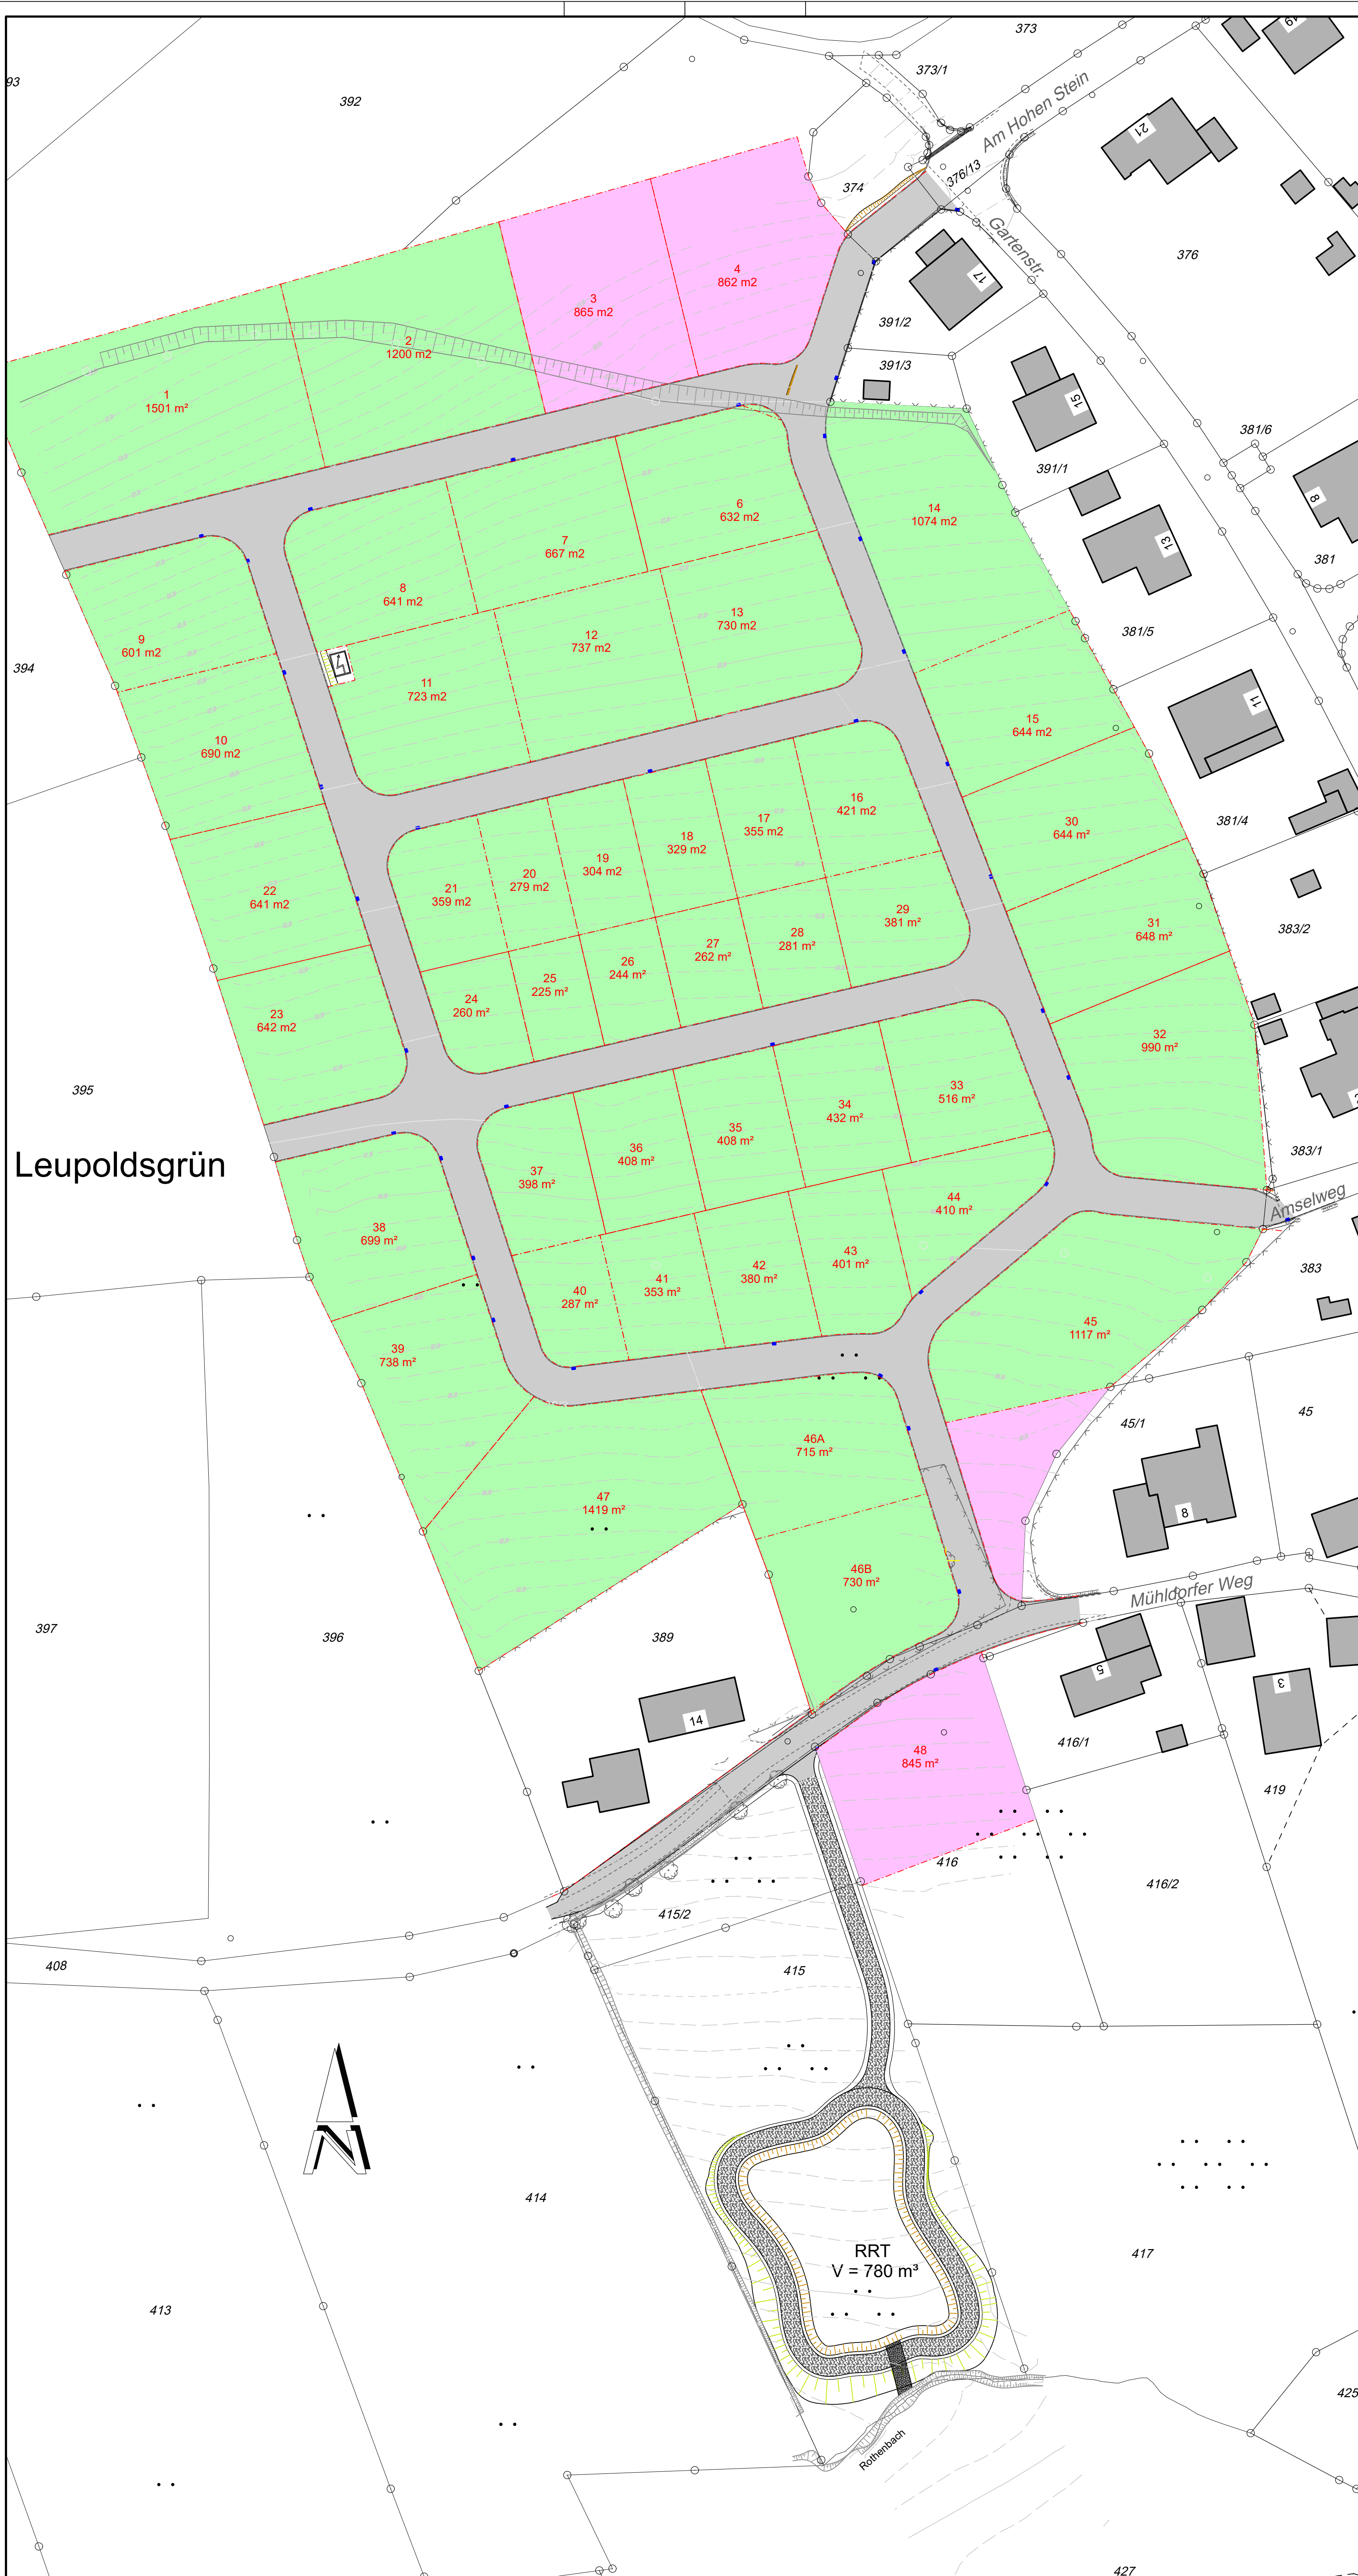 373
19
93
392
373/1
Am Hohen Stein
21
376/13
374
Gartenstr.
376
4
862 m2
17
3
865 m2
391/2
2
1200 m2
391/3
1
1501 m²
15
381/6
391/1
8
14
1074 m2
6
632 m2
7
667 m2
13
381
8
641 m2
13
730 m2
12
737 m2
381/5
9
601 m2
394
11
723 m2
11
15
644 m2
10
690 m2
16
421 m2
17
355 m2
18
329 m2
30
644 m²
381/4
19
304 m2
20
279 m2
21
359 m2
22
641 m2
29
381 m²
31
648 m²
383/2
28
281 m²
27
262 m²
26
244 m²
25
225 m²
24
260 m²
23
642 m2
32
990 m²
395
33
516 m²
34
432 m²
35
408 m²
36
408 m²
37
398 m²
383/1
Leupoldsgrün
Amselweg
44
410 m²
38
699 m²
43
401 m²
42
380 m²
41
353 m²
40
287 m²
383
45
1117 m²
39
738 m²
45/1
45
46A
715 m²
47
1419 m²
8
46B
730 m²
Mühldorfer Weg
397
396
389
5
3
14
416/1
48
845 m²
419
416
416/2
415/2
408
415
N
414
417
RRT
V = 780 m³
413
425
Rothenbach
427